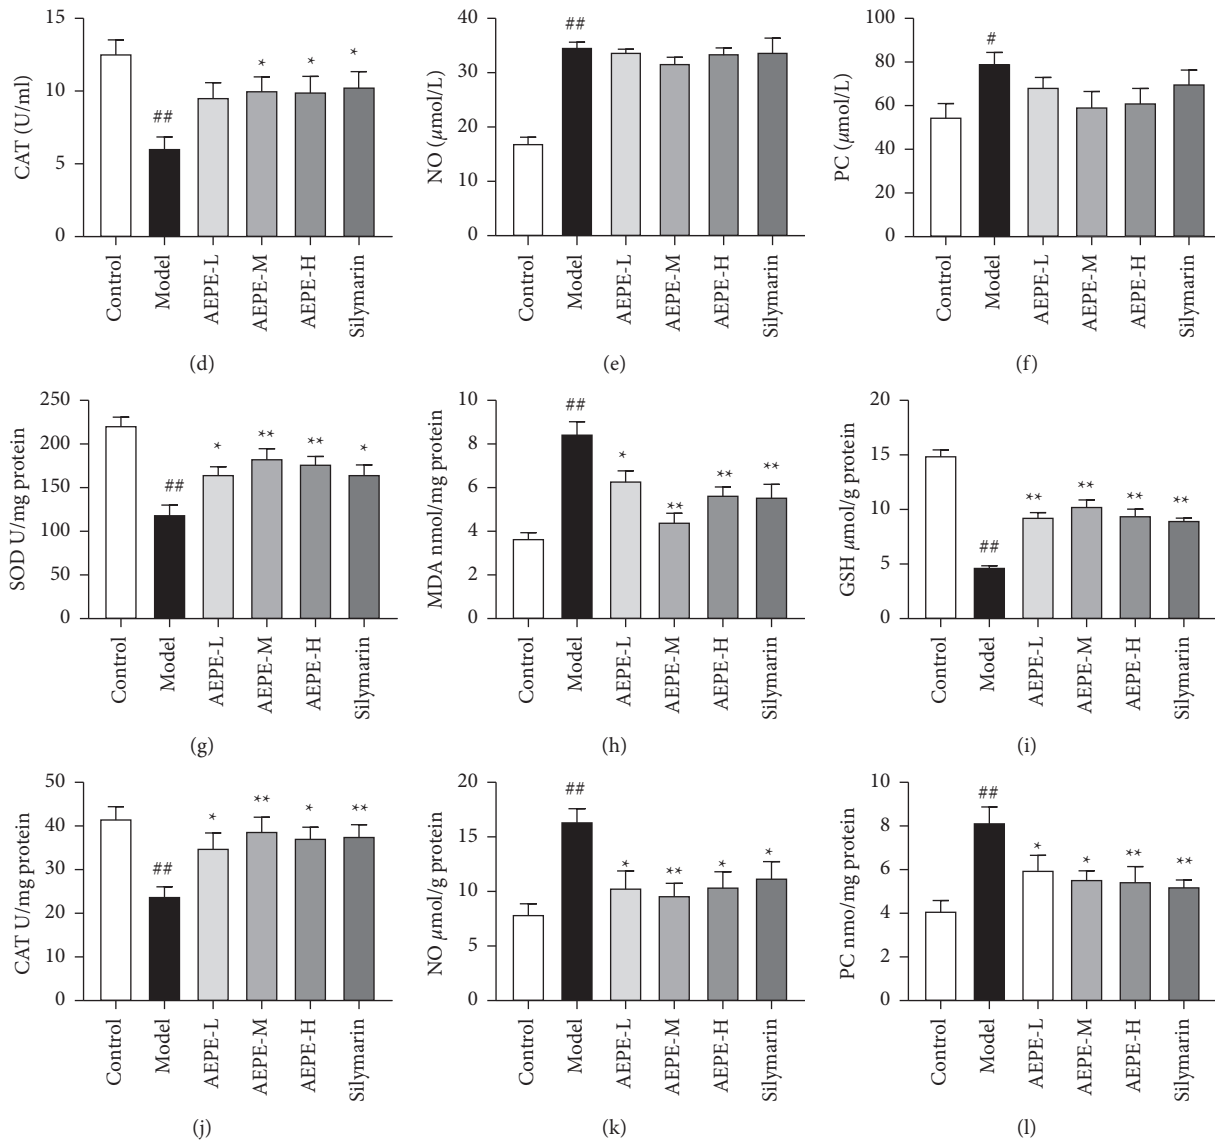 CAT (U/ml)
15
10
5
0
##
*
*
*
Control
Model
AEPE-L
AEPE-M
AEPE-H
Silymarin
(d)
NO (μmol/L)
40
30
20
10
0
##
Control
Model
AEPE-L
AEPE-M
AEPE-H
Silymarin
(e)
PC (μmol/L)
100
80
60
40
20
0
#
Control
Model
AEPE-L
AEPE-M
AEPE-H
Silymarin
(f)
SOD U/mg protein
250
200
150
100
50
0
##
*
**
**
*
Control
Model
AEPE-L
AEPE-M
AEPE-H
Silymarin
(g)
MDA nmol/mg protein
10
8
6
4
2
0
##
*
**
**
**
Control
Model
AEPE-L
AEPE-M
AEPE-H
Silymarin
(h)
GSH μmol/g protein
20
15
10
5
0
##
**
**
**
**
Control
Model
AEPE-L
AEPE-M
AEPE-H
Silymarin
(i)
CAT U/mg protein
50
40
30
20
10
0
##
*
**
*
**
Control
Model
AEPE-L
AEPE-M
AEPE-H
Silymarin
(j)
NO μmol/g protein
20
15
10
5
0
##
*
**
*
*
Control
Model
AEPE-L
AEPE-M
AEPE-H
Silymarin
(k)
PC nmo/mg protein
10
8
6
4
2
0
##
*
*
**
**
Control
Model
AEPE-L
AEPE-M
AEPE-H
Silymarin
(l)